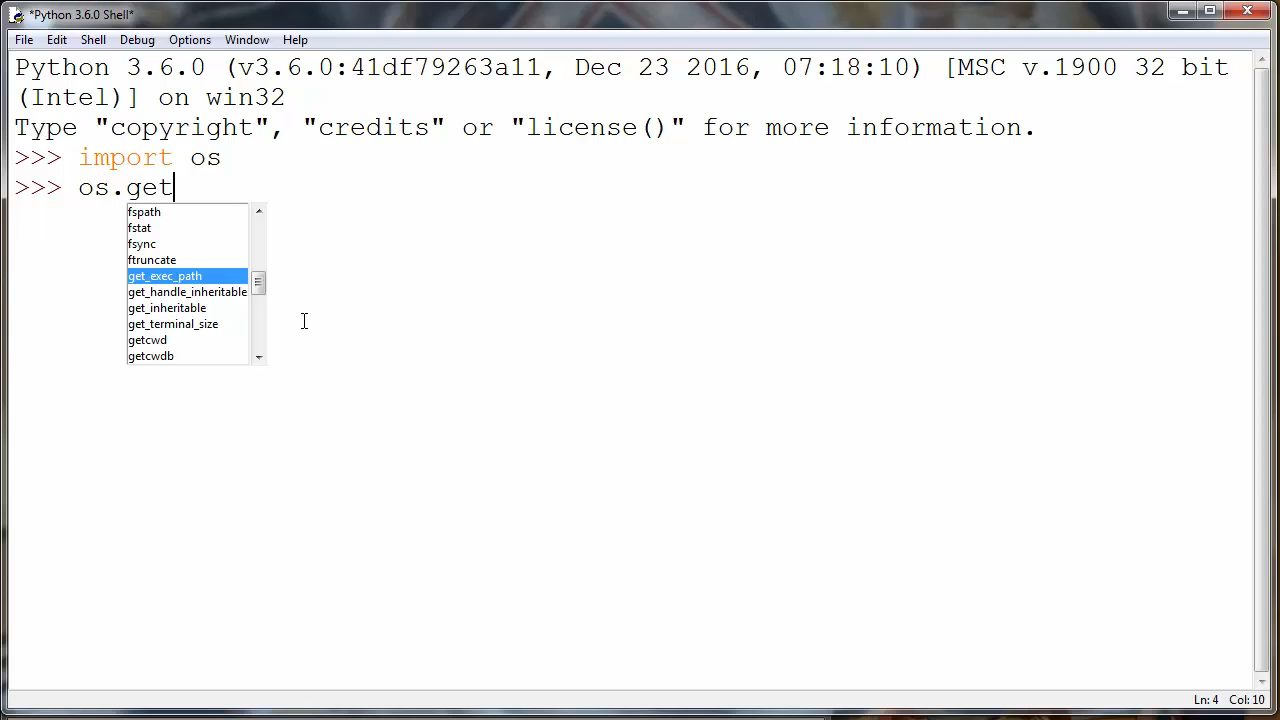 *Python 3.6.0 Shell*
File Edit Shell Debug Options Window Help
Python 3.6.0 (v3.6.0:41df79263a11, Dec 23 2016, 07:18:10) [MSC v.1900 32 bit
(Intel)] on win32
Type "copyright", "credits" or "license()" for more information.
>>> import os
>>> os.get
fspath
fstat
fsync
ftruncate
get_exec_path
get_handle_inheritable
get_inheritable
get_terminal_size
getcwd
getcwdb
Ln: 4 Col: 10